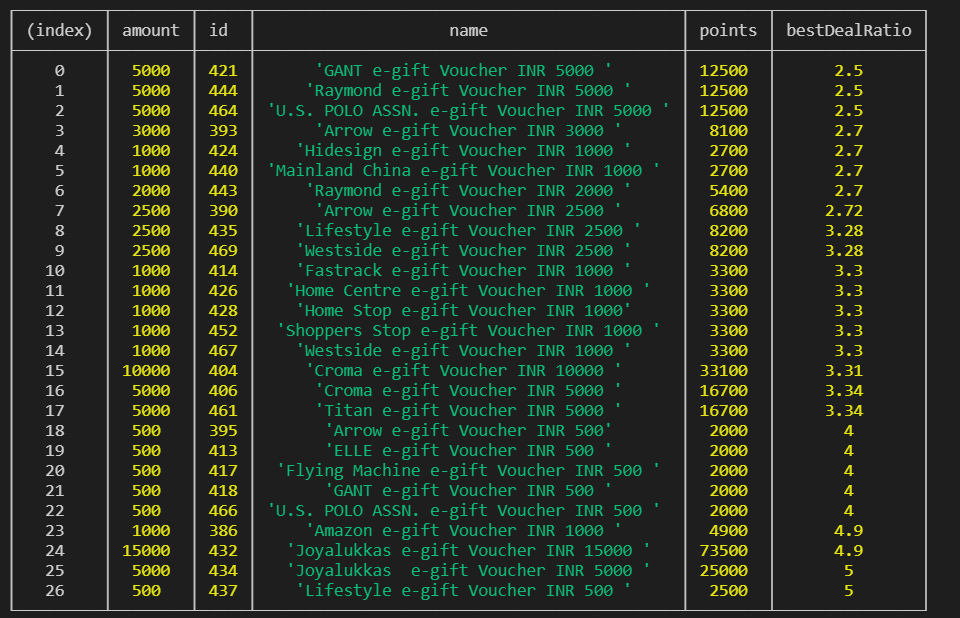 (index) amount id name points bestDealRatio
0 5000 421 'GANT e-gift Voucher INR 5000 ' 12500 2.5
1 5000 444 'Raymond e-gift Voucher INR 5000 ' 12500 2.5
2 5000 464 'U.S. POLO ASSN. e-gift Voucher INR 5000 ' 12500 2.5
3 3000 393 'Arrow e-gift Voucher INR 3000 ' 8100 2.7
4 1000 424 'Hidesign e-gift Voucher INR 1000 ' 2700 2.7
5 1000 440 'Mainland China e-gift Voucher INR 1000 ' 2700 2.7
6 2000 443 'Raymond e-gift Voucher INR 2000 ' 5400 2.7
7 2500 390 'Arrow e-gift Voucher INR 2500 ' 6800 2.72
8 2500 435 'Lifestyle e-gift Voucher INR 2500 ' 8200 3.28
9 2500 469 'Westside e-gift Voucher INR 2500 ' 8200 3.28
10 1000 414 'Fastrack e-gift Voucher INR 1000 ' 3300 3.3
11 1000 426 'Home Centre e-gift Voucher INR 1000 ' 3300 3.3
12 1000 428 'Home Stop e-gift Voucher INR 1000' 3300 3.3
13 1000 452 'Shoppers Stop e-gift Voucher INR 1000 ' 3300 3.3
14 1000 467 'Westside e-gift Voucher INR 1000 ' 3300 3.3
15 10000 404 'Croma e-gift Voucher INR 10000 ' 33100 3.31
16 5000 406 'Croma e-gift Voucher INR 5000 ' 16700 3.34
17 5000 461 'Titan e-gift Voucher INR 5000 ' 16700 3.34
18 500 395 'Arrow e-gift Voucher INR 500' 2000 4
19 500 413 'ELLE e-gift Voucher INR 500 ' 2000 4
20 500 417 'Flying Machine e-gift Voucher INR 500 ' 2000 4
21 500 418 'GANT e-gift Voucher INR 500 ' 2000 4
22 500 466 'U.S. POLO ASSN. e-gift Voucher INR 500 ' 2000 4
23 1000 386 'Amazon e-gift Voucher INR 1000 ' 4900 4.9
24 15000 432 'Joyalukkas e-gift Voucher INR 15000 ' 73500 4.9
25 5000 434 'Joyalukkas  e-gift Voucher INR 5000 ' 25000 5
26 500 437 'Lifestyle e-gift Voucher INR 500 ' 2500 5